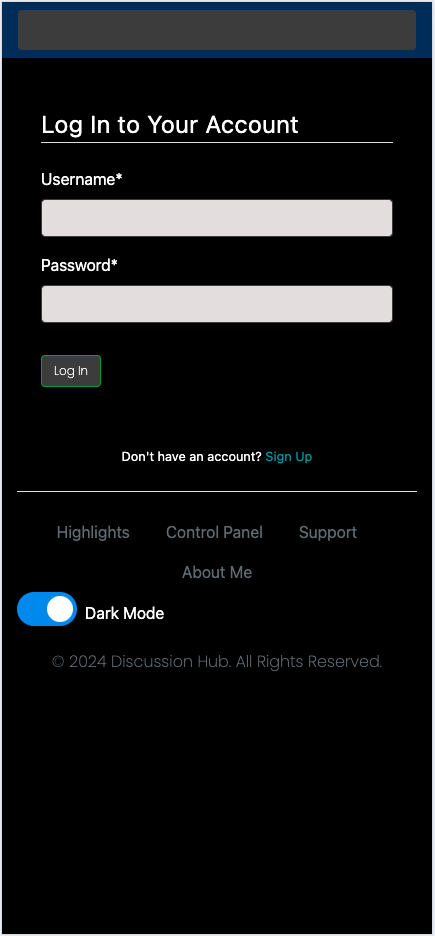 Log In to Your Account
Username*
Password*
Log In
Don't have an account? Sign Up
Highlights Control Panel Support
About Me
Dark Mode
© 2024 Discussion Hub. All Rights Reserved.